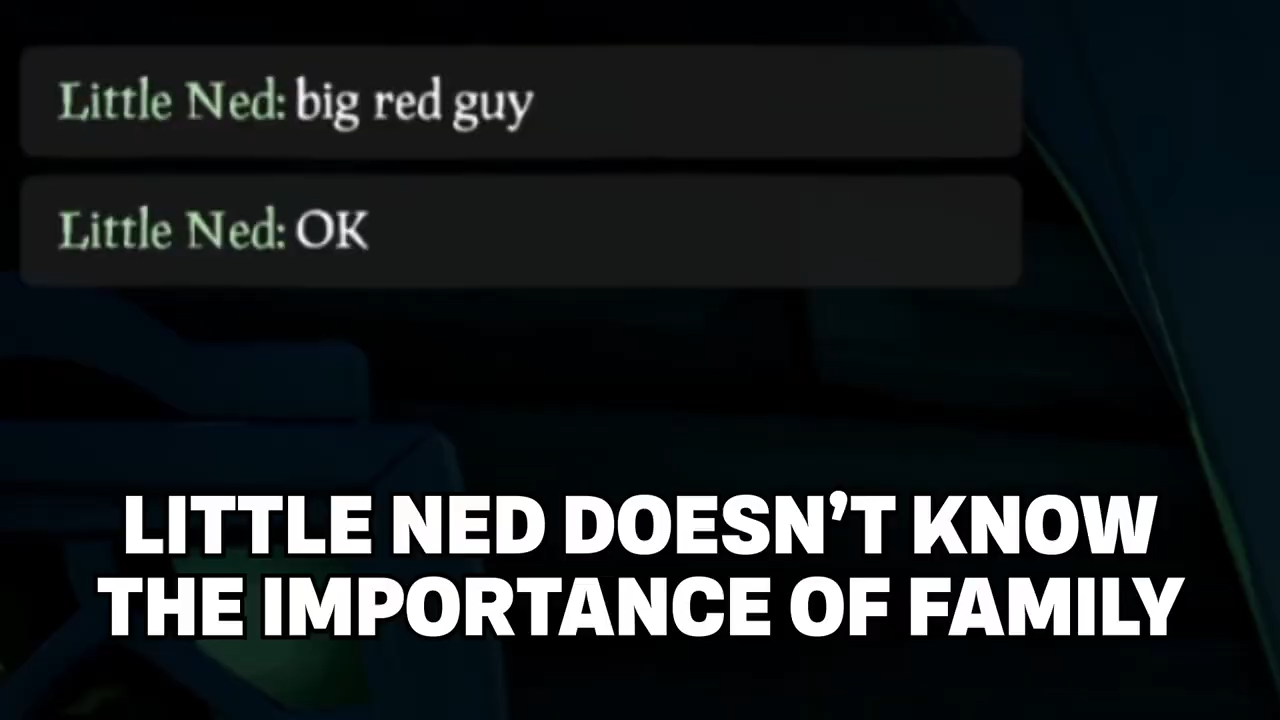 Little Ned: big red guy
Little Ned: OK
LITTLE NED DOESN’T KNOW
THE IMPORTANCE OF FAMILY